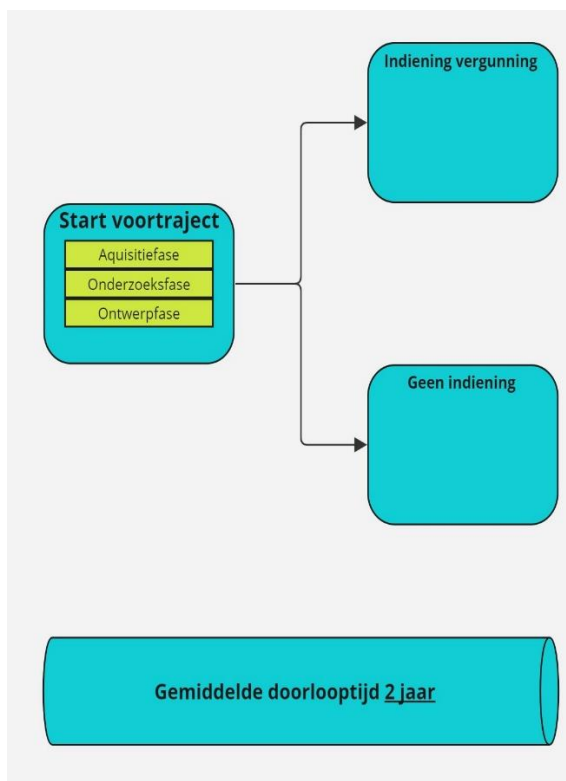 Indiening vergunning
Start voortraject
Aquisitiefase
Onderzoeksfase
Ontwerpfase
Geen indiening
Gemiddelde doorlooptijd 2 jaar